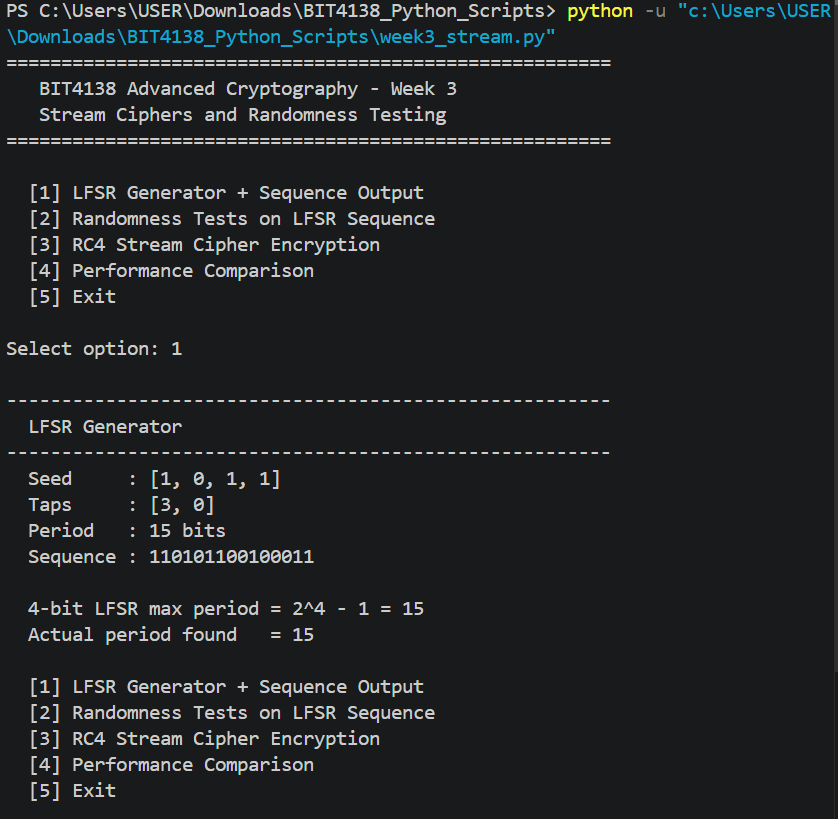 PS C:\Users\USER\Downloads\BIT4138_Python_Scripts> python -u "c:\Users\USER
\Downloads\BIT4138_Python_Scripts\week3_stream.py"
=======================================================
   BIT4138 Advanced Cryptography - Week 3
   Stream Ciphers and Randomness Testing
=======================================================

  [1] LFSR Generator + Sequence Output
  [2] Randomness Tests on LFSR Sequence
  [3] RC4 Stream Cipher Encryption
  [4] Performance Comparison
  [5] Exit

Select option: 1

-------------------------------------------------------
  LFSR Generator
-------------------------------------------------------
  Seed     : [1, 0, 1, 1]
  Taps     : [3, 0]
  Period   : 15 bits
  Sequence : 110101100100011

  4-bit LFSR max period = 2^4 - 1 = 15
  Actual period found   = 15

  [1] LFSR Generator + Sequence Output
  [2] Randomness Tests on LFSR Sequence
  [3] RC4 Stream Cipher Encryption
  [4] Performance Comparison
  [5] Exit